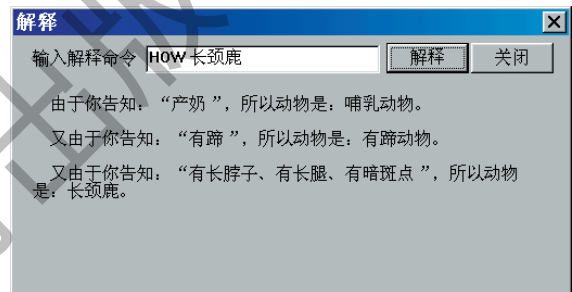 解释
输入解释命令 HOW 长颈鹿 解释 关闭
由于你告知：“产奶”，所以动物是：哺乳动物。
又由于你告知：“有蹄”，所以动物是：有蹄动物。
又由于你告知：“有长脖子、有长腿、有暗斑点”，所以动物
是：长颈鹿。